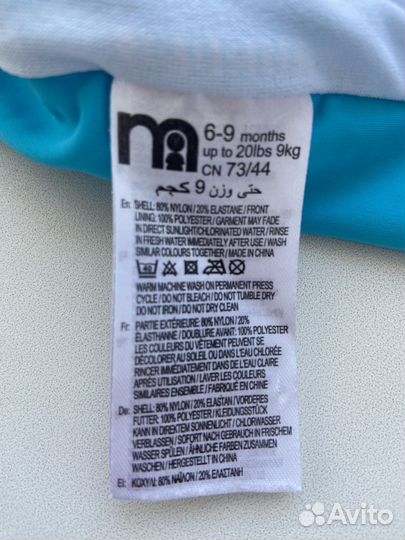 m
6-9 months
up to 20lbs 9kg
CN 73/44
حتى وزن 9 كجم
En: SHELL: 80% NYLON / 20% ELASTANE / FRONT
LINING: 100% POLYESTER / GARMENT MAY FADE
IN DIRECT SUNLIGHT/CHLORINATED WATER / RINSE
IN FRESH WATER IMMEDIATELY AFTER USE / WASH
SIMILAR COLOURS TOGETHER / MADE IN CHINA
40
WARM MACHINE WASH ON PERMANENT PRESS
CYCLE / DO NOT BLEACH / DO NOT TUMBLE DRY
DO NOT IRON / DO NOT DRY CLEAN
Fr: PARTIE EXTÉRIEURE: 80% NYLON / 20%
ÉLASTHANNE / DOUBLURE AVANT: 100% POLYESTER
LES COULEURS DU VÊTEMENT PEUVENT SE
DÉCOLORER AU SOLEIL OU DANS L'EAU CHLORÉE
RINCER IMMÉDIATEMENT DANS DE L'EAU CLAIRE
APRÈS UTILISATION / LAVER LES COULEURS
SIMILAIRES ENSEMBLE / FABRIQUÉ EN CHINE
De: SHELL: 80% NYLON / 20% ELASTAN / VORDERES
FUTTER: 100% POLYESTER / KLEIDUNGSSTÜCK
KANN IN DIREKTEM SONNENLICHT / CHLORWASSER
VERBLASSEN / SOFORT NACH GEBRAUCH IN FRISCHEM
WASSER SPÜLEN / ÄHNLICHE FARBEN ZUSAMMEN
WASCHEN / HERGESTELLT IN CHINA
El: ΚΟΧΥΛΙ: 80% ΝΑΪΛΟΝ / 20% ΕΛΑΣΤΑΝΗ
Avito